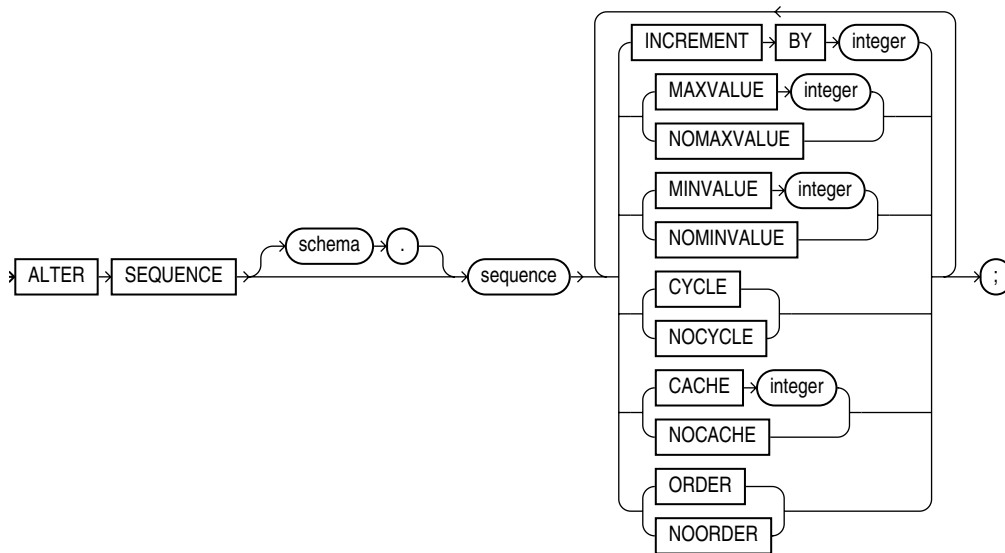 INCREMENT BY integer
MAXVALUE integer
NOMAXVALUE
MINVALUE integer
NOMINVALUE
schema .
ALTER SEQUENCE sequence ;
CYCLE
NOCYCLE
CACHE integer
NOCACHE
ORDER
NOORDER